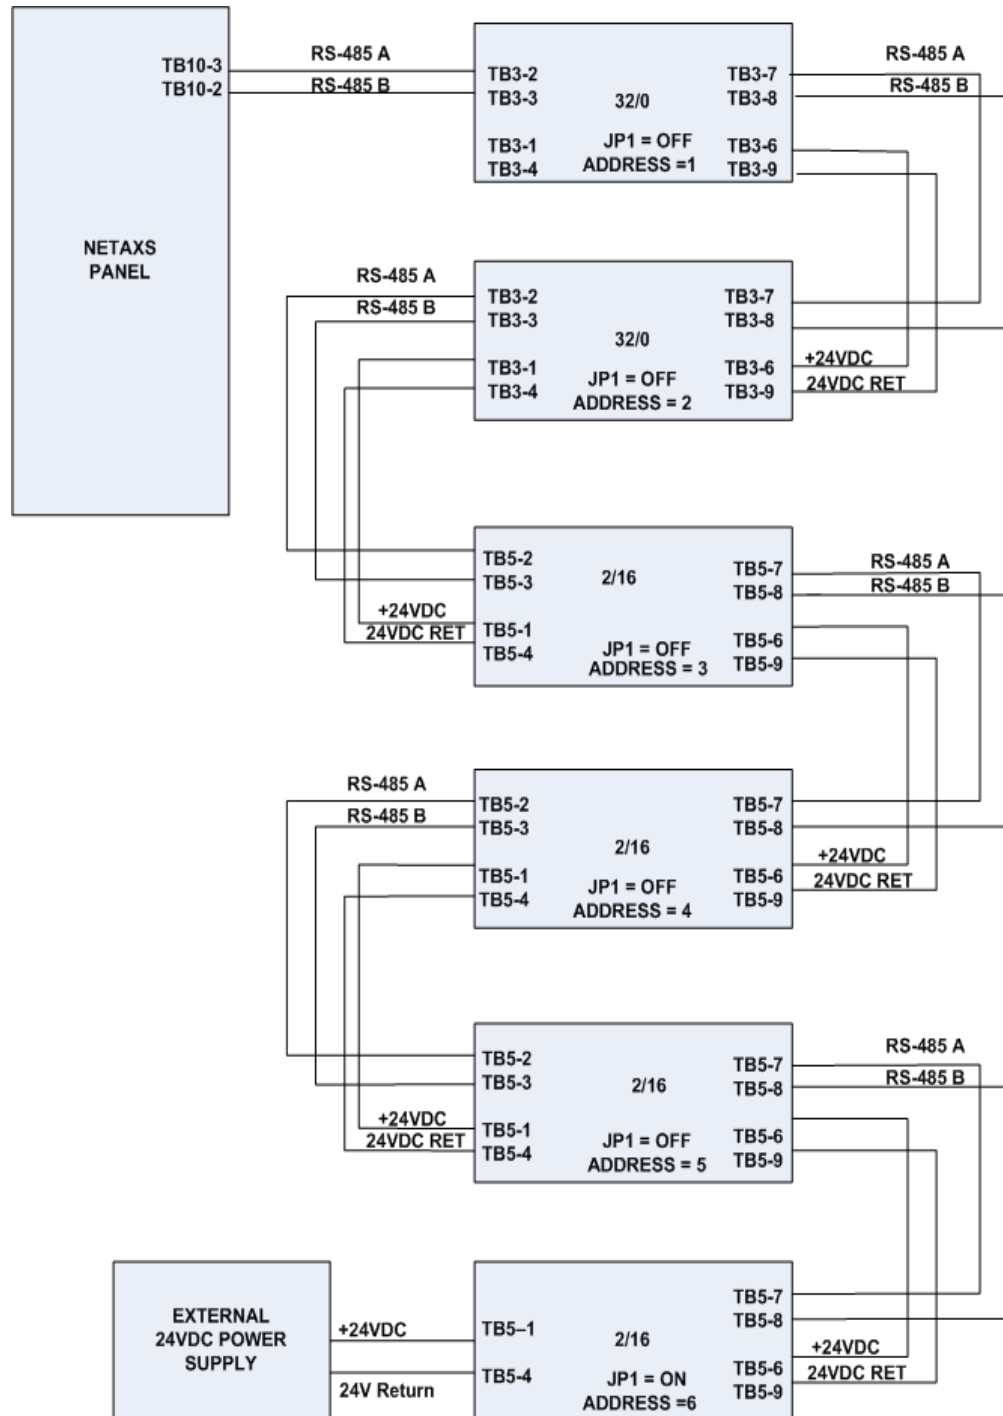 TB10-3
TB10-2
NETAXS
PANEL
RS-485 A
RS-485 B
TB3-2
TB3-3
TB3-1
TB3-4
32/0
JP1 = OFF
ADDRESS =1
TB3-7
TB3-8
TB3-6
TB3-9
RS-485 A
RS-485 B
RS-485 A
RS-485 B
TB3-2
TB3-3
TB3-1
TB3-4
32/0
JP1 = OFF
ADDRESS = 2
TB3-7
TB3-8
TB3-6
TB3-9
+24VDC
24VDC RET
+24VDC
24VDC RET
TB5-2
TB5-3
TB5-1
TB5-4
2/16
JP1 = OFF
ADDRESS = 3
TB5-7
TB5-8
TB5-6
TB5-9
RS-485 A
RS-485 B
RS-485 A
RS-485 B
TB5-2
TB5-3
TB5-1
TB5-4
2/16
JP1 = OFF
ADDRESS = 4
TB5-7
TB5-8
TB5-6
TB5-9
+24VDC
24VDC RET
+24VDC
24VDC RET
TB5-2
TB5-3
TB5-1
TB5-4
2/16
JP1 = OFF
ADDRESS = 5
TB5-7
TB5-8
TB5-6
TB5-9
RS-485 A
RS-485 B
EXTERNAL
24VDC POWER
SUPPLY
+24VDC
24V Return
TB5–1
TB5-4
2/16
JP1 = ON
ADDRESS =6
TB5-7
TB5-8
TB5-6
TB5-9
+24VDC
24VDC RET